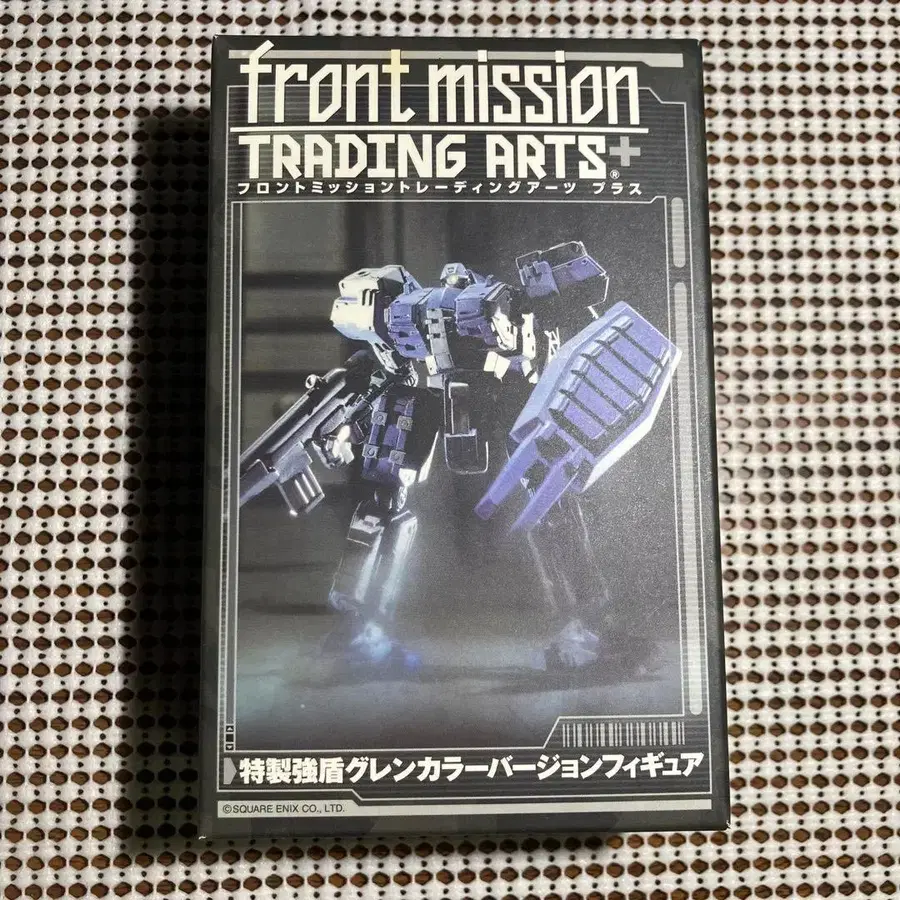 front mission
TRADING ARTS+®
フロントミッショントレーディングアーツ プラス
特製強盾グレンカラーバージョンフィギュア
©SQUARE ENIX CO., LTD.